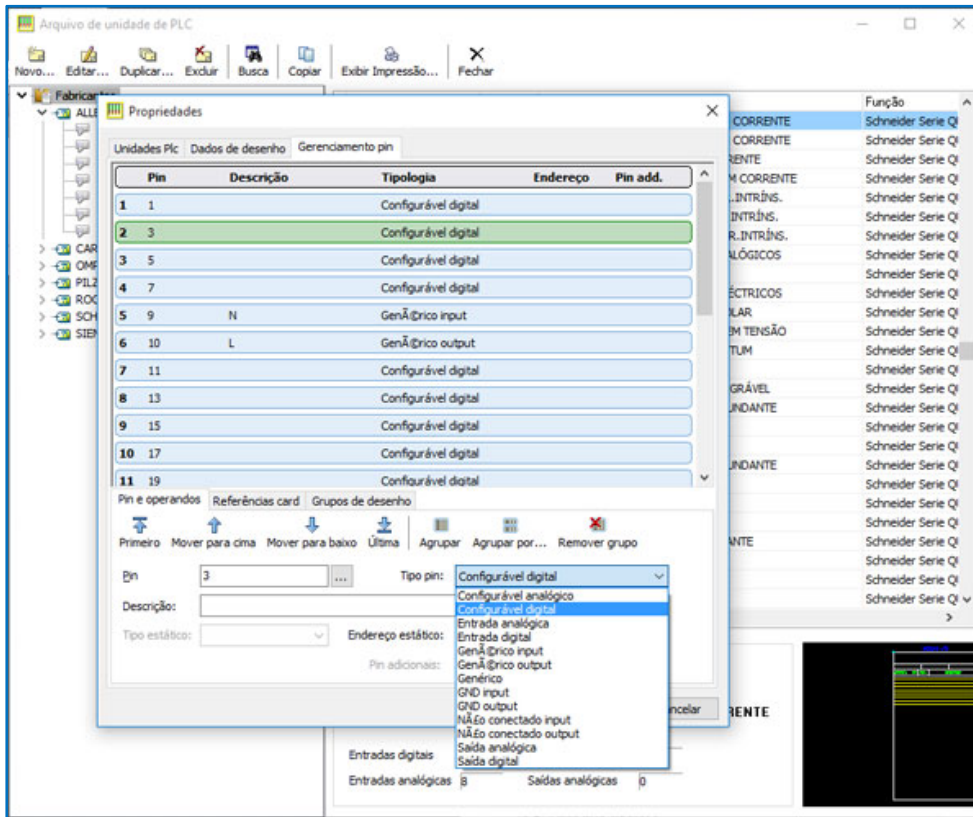 Arquivo de unidade de PLC
Novo... Editar... Duplicar... Excluir Busca Copiar Exibir Impressão... Fechar
Fabricantes
ALLE
CAR
OMF
PILZ
ROC
SCH
SIEM
Propriedades
Unidades Plc Dados de desenho Gerenciamento pin
Pin Descrição Tipologia Endereço Pin add.
1 1 Configurável digital
2 3 Configurável digital
3 5 Configurável digital
4 7 Configurável digital
5 9 N GenÃ©rico input
6 10 L GenÃ©rico output
7 11 Configurável digital
8 13 Configurável digital
9 15 Configurável digital
10 17 Configurável digital
11 19 Configurável digital
Pin e operandos Referências card Grupos de desenho
Primeiro Mover para cima Mover para baixo Última Agrupar Agrupar por... Remover grupo
Pin 3 ... Tipo pin: Configurável digital
Descrição:
Tipo estático: Endereço estático:
Pin adicionais:
Configurável analógico
Configurável digital
Entrada analógica
Entrada digital
GenÃ©rico input
GenÃ©rico output
Genérico
GND input
GND output
NÃ£o conectado input
NÃ£o conectado output
Saída analógica
Saída digital
ncelar
Função
CORRENTE Schneider Serie Q
CORRENTE Schneider Serie Q
RENTE Schneider Serie Q
M CORRENTE Schneider Serie Q
.INTRÍNS. Schneider Serie Q
INTRÍNS. Schneider Serie Q
R.INTRÍNS. Schneider Serie Q
ALÓGICOS Schneider Serie Q
Schneider Serie Q
ÉCTRICOS Schneider Serie Q
LAR Schneider Serie Q
EM TENSÃO Schneider Serie Q
TUM Schneider Serie Q
Schneider Serie Q
GRÁVEL Schneider Serie Q
UNDANTE Schneider Serie Q
Schneider Serie Q
Schneider Serie Q
UNDANTE Schneider Serie Q
Schneider Serie Q
Schneider Serie Q
Schneider Serie Q
ANTE Schneider Serie Q
Schneider Serie Q
Schneider Serie Q
Schneider Serie Q
RENTE
Entradas digitais
Entradas analógicas 8 Saídas analógicas 0